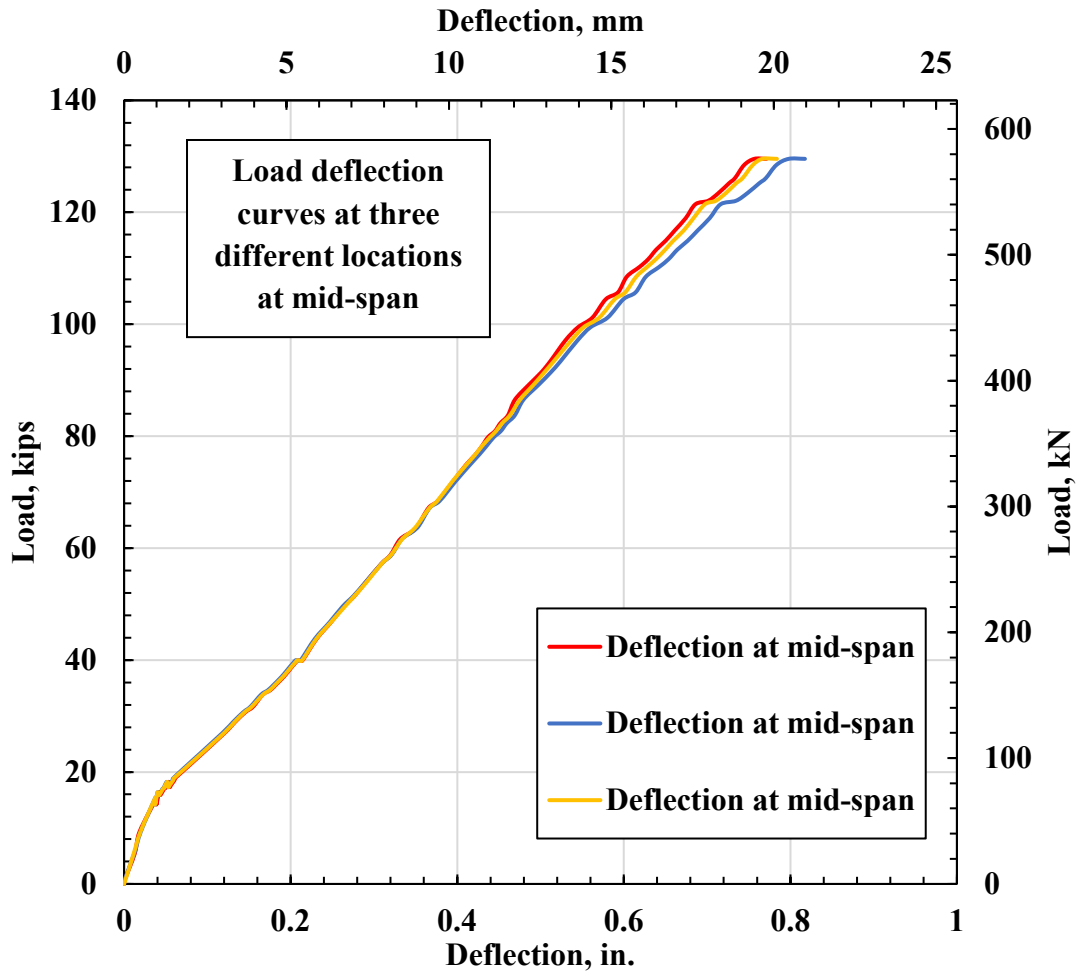 Deflection, mm
0 5 10 15 20 25
140
120
100
80
60
40
20
0
Load, kips
Load deflection
curves at three
different locations
at mid-span
600
500
400
300
200
100
0
Load, kN
Deflection at mid-span
Deflection at mid-span
Deflection at mid-span
0 0.2 0.4 0.6 0.8 1
Deflection, in.